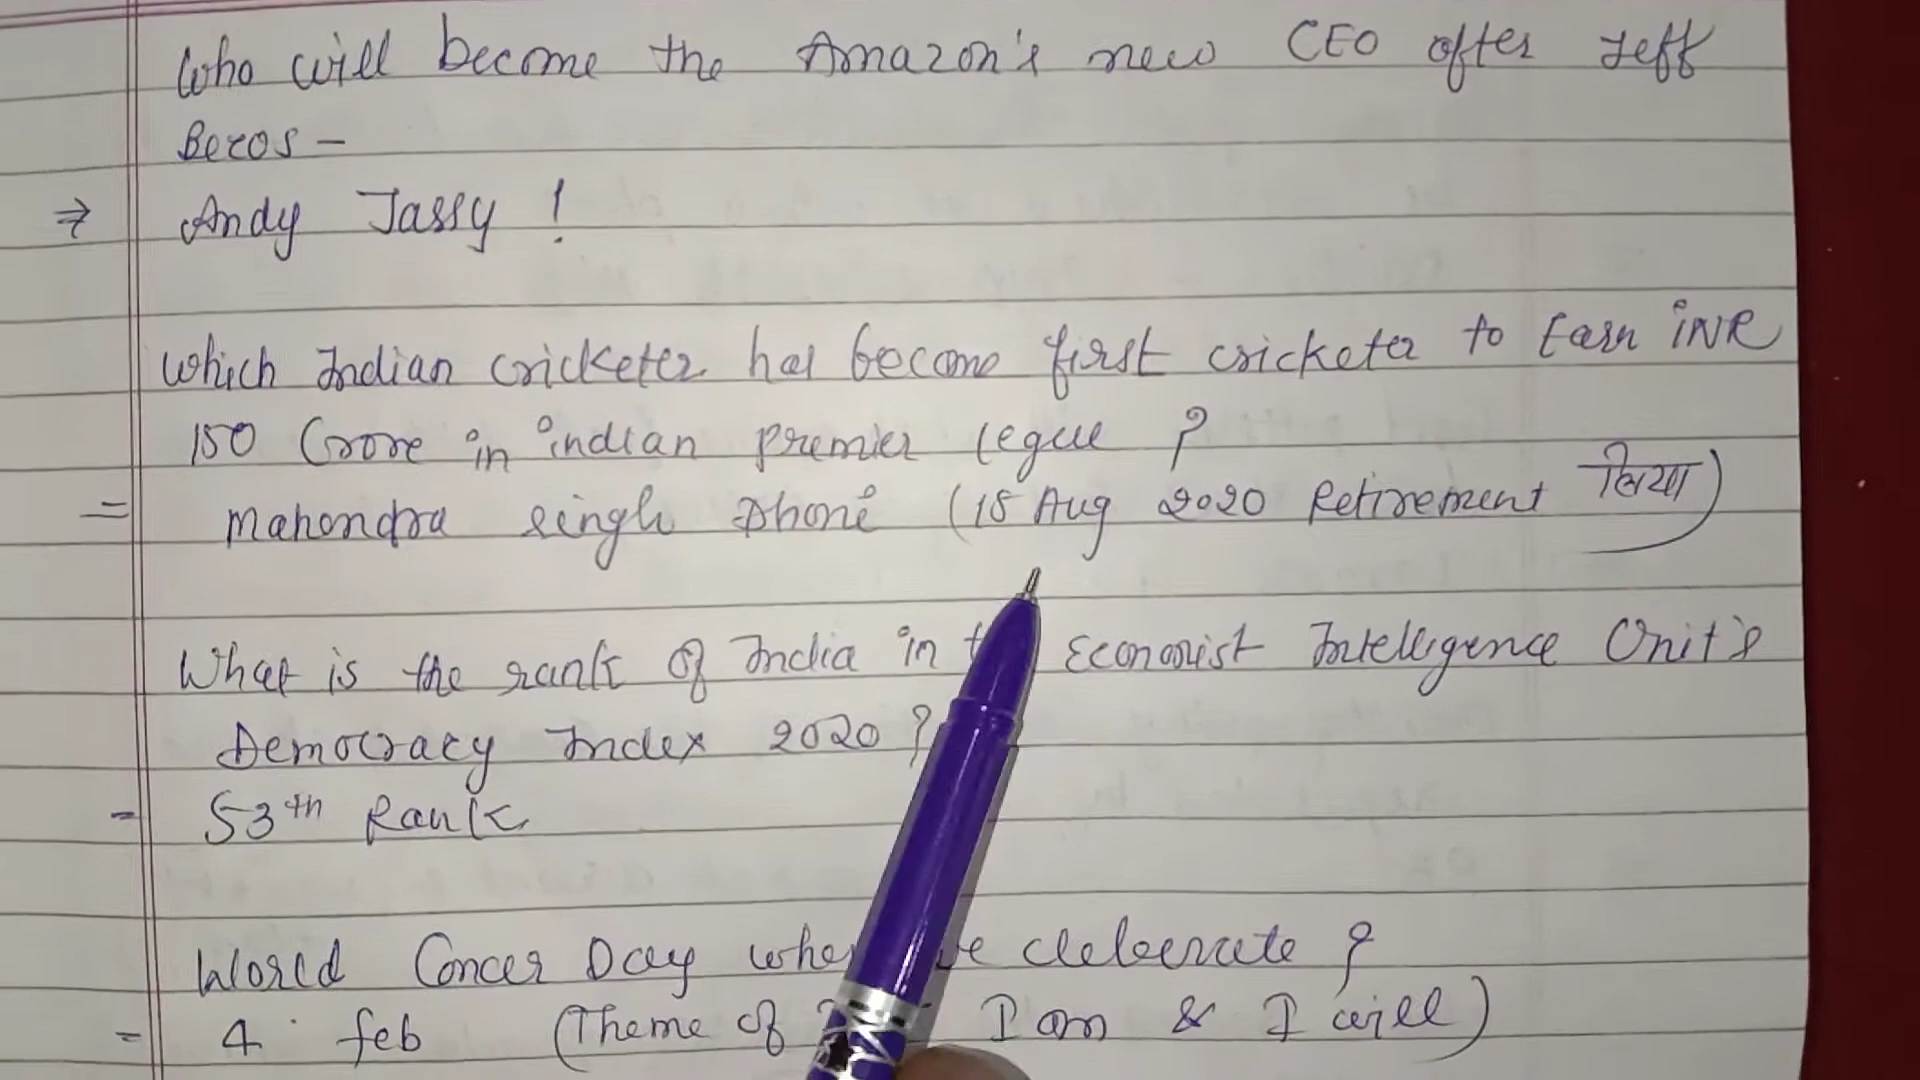 Who will become the Amazon's new CEO after Jeff
Bezos -
⇒ Andy Jassy !
Which Indian cricketer has become first cricketer to Earn INR
150 Crore in indian premier legue ?
= Mahendra singh Dhoni (15 Aug 2020 Retirement लिया)
What is the rank of India in Economist Intelligence Unit's
Democracy Index 2020 ?
- 53th Rank
World Cancer Day celebrate ?
- 4 feb (Theme of I am & I will)